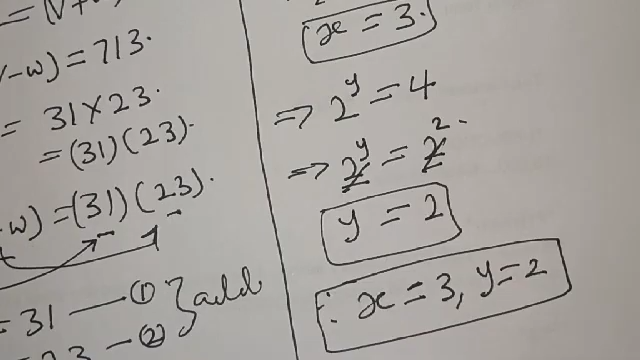 = (V+
-w) = 713.
= 31 × 23.
= (31)(23).
-w) = (31)(23).
= 31 — ①
— ② } add
x = 3.
⇒ 2^y = 4
⇒ 2^y = 2^2.
y = 2
∴ x = 3, y = 2